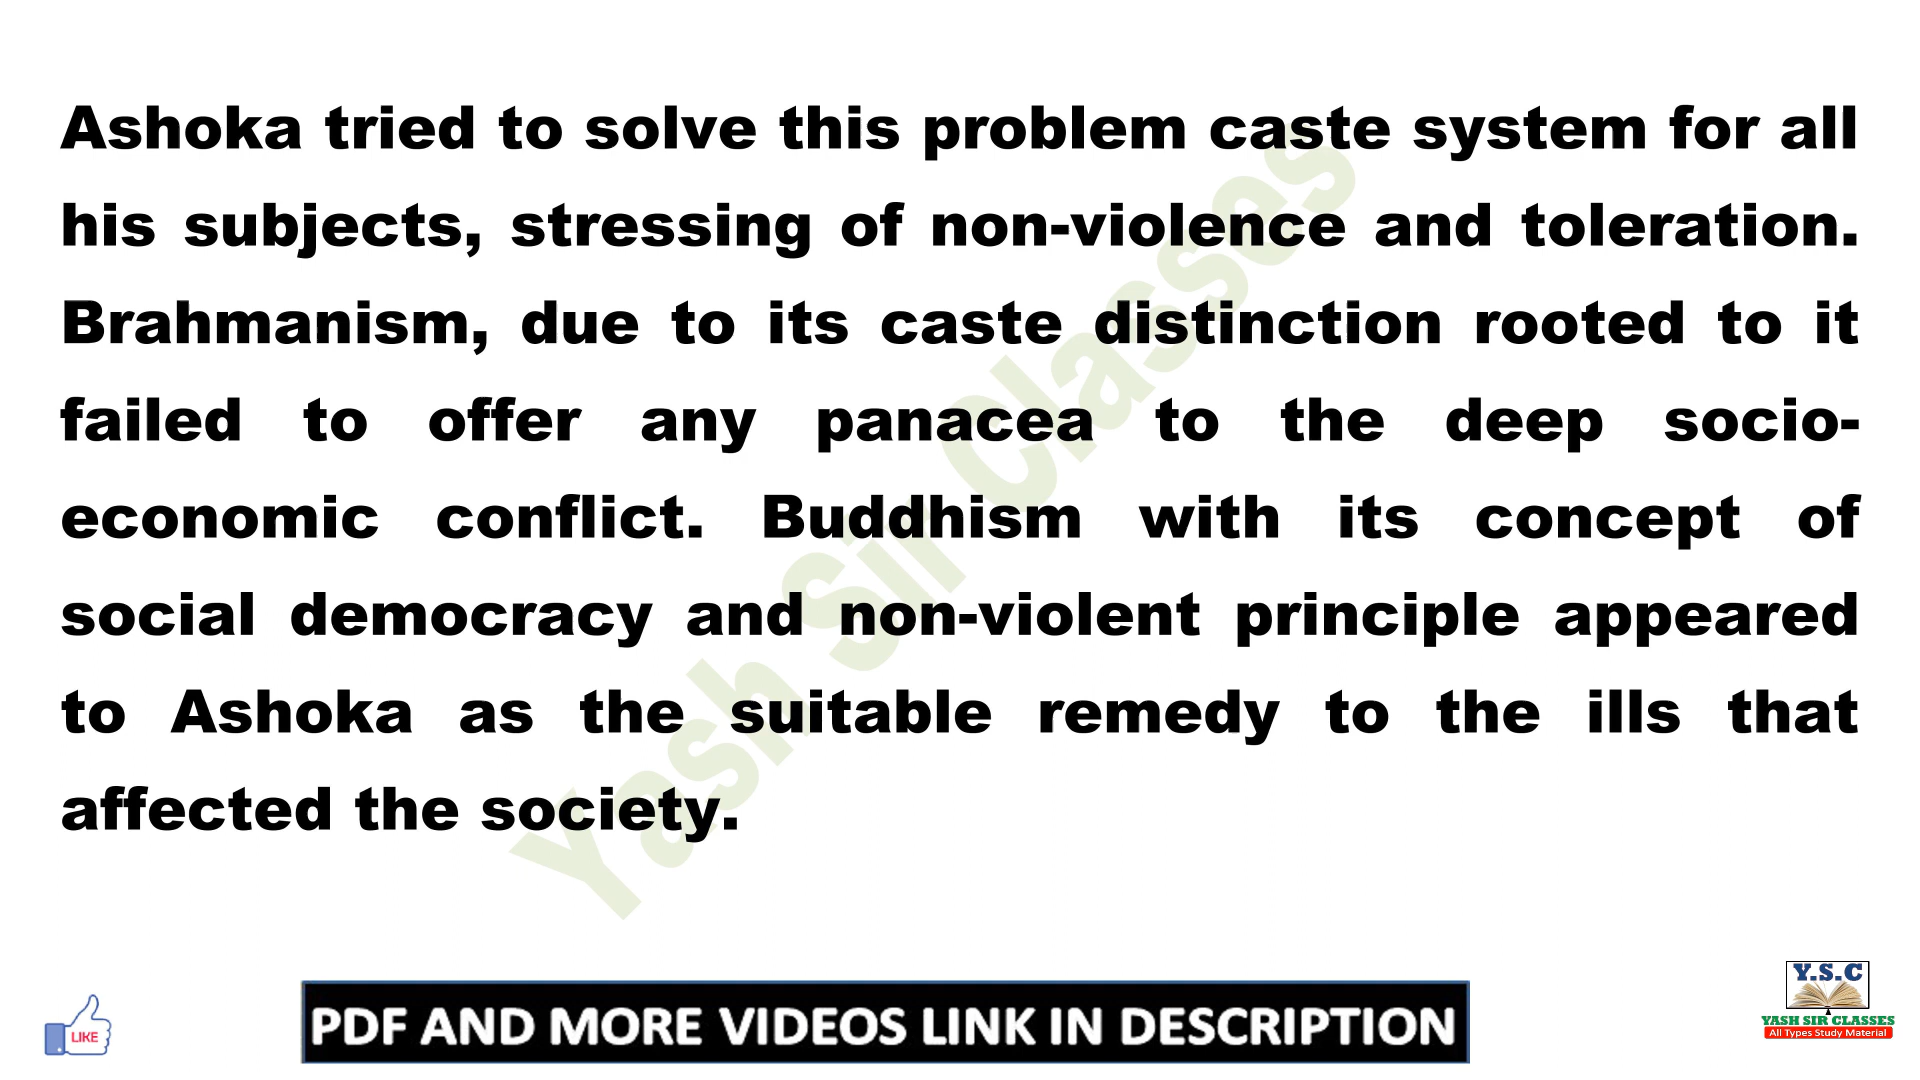 Ashoka tried to solve this problem caste system for all
his subjects, stressing of non-violence and toleration.
Brahmanism, due to its caste distinction rooted to it
failed to offer any panacea to the deep socio-
economic conflict. Buddhism with its concept of
social democracy and non-violent principle appeared
to Ashoka as the suitable remedy to the ills that
affected the society.
Yash Sir Classes
LIKE
PDF AND MORE VIDEOS LINK IN DESCRIPTION
Y.S.C
YASH SIR CLASSES
All Types Study Material